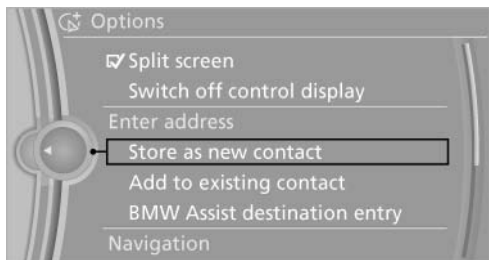 Options
Split screen
Switch off control display
Enter address
Store as new contact
Add to existing contact
BMW Assist destination entry
Navigation